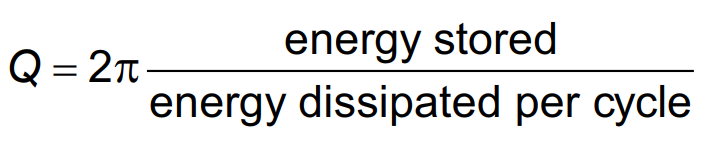 Q = 2π energy stored
energy dissipated per cycle